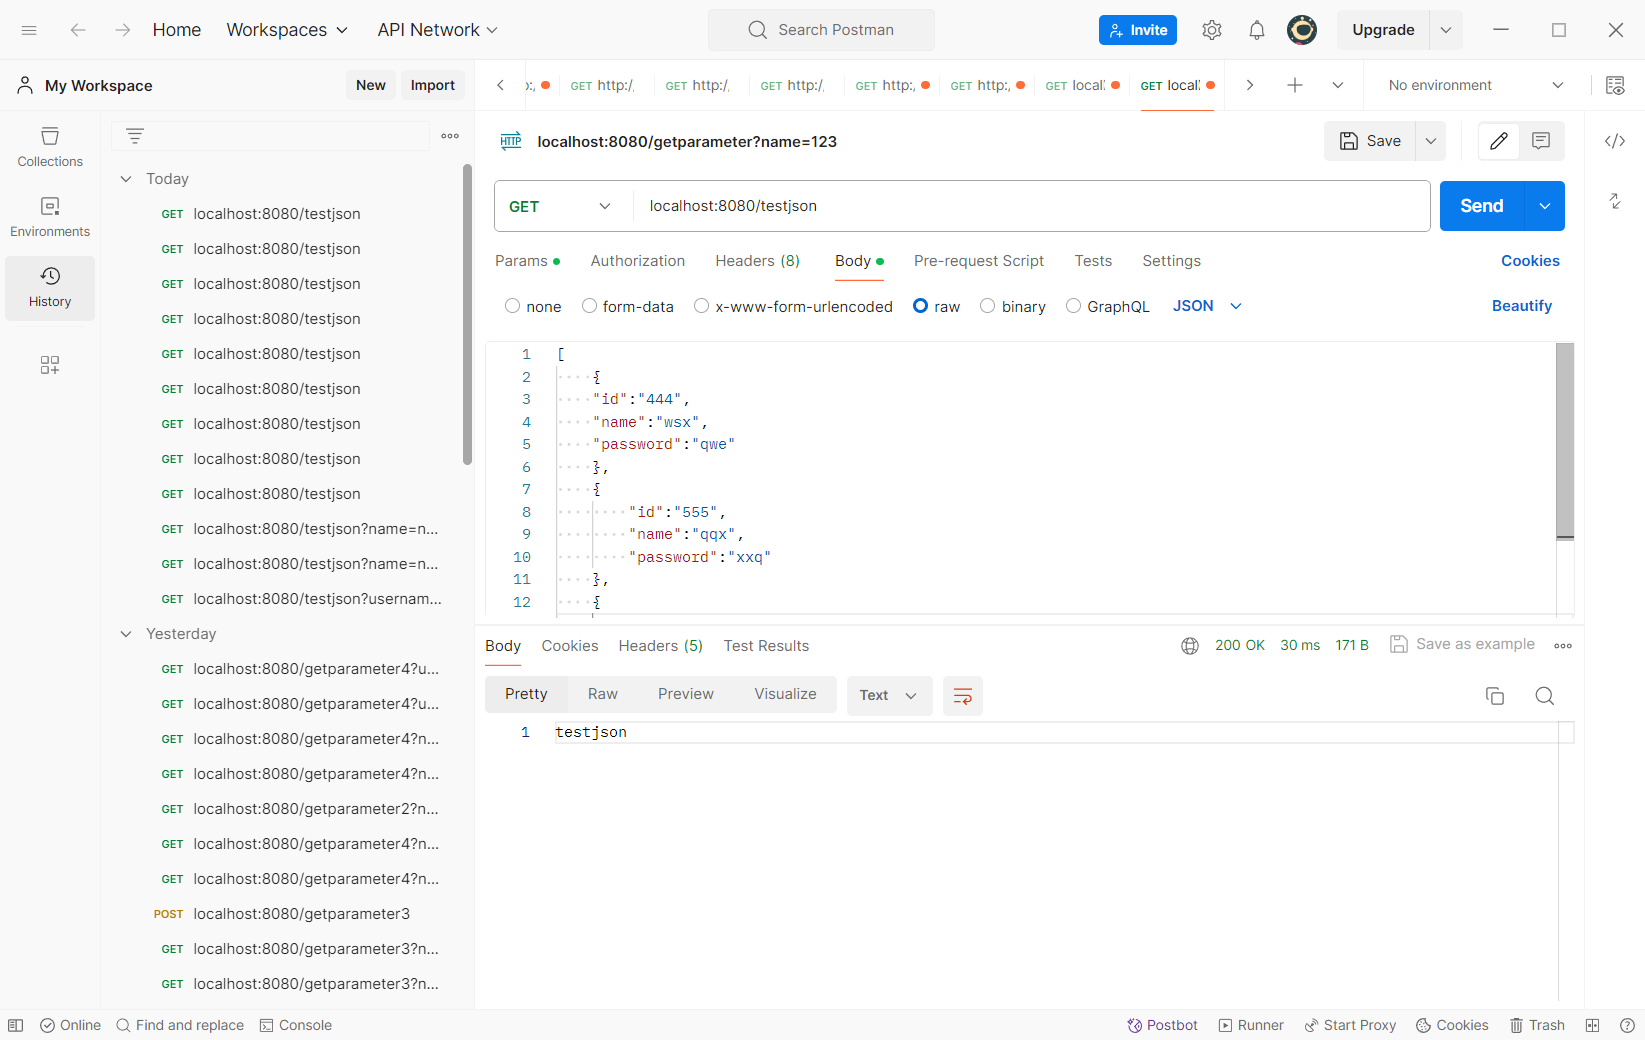 Home Workspaces API Network Search Postman Invite Upgrade
My Workspace New Import GET http:/ GET http:/ GET http:/ GET http:, GET http:, GET local: GET local: No environment
Collections
Environments
History
Today
GET localhost:8080/testjson
GET localhost:8080/testjson
GET localhost:8080/testjson
GET localhost:8080/testjson
GET localhost:8080/testjson
GET localhost:8080/testjson
GET localhost:8080/testjson
GET localhost:8080/testjson
GET localhost:8080/testjson
GET localhost:8080/testjson?name=n...
GET localhost:8080/testjson?name=n...
GET localhost:8080/testjson?usernam...
Yesterday
GET localhost:8080/getparameter4?u...
GET localhost:8080/getparameter4?u...
GET localhost:8080/getparameter4?n...
GET localhost:8080/getparameter4?n...
GET localhost:8080/getparameter2?n...
GET localhost:8080/getparameter4?n...
GET localhost:8080/getparameter4?n...
POST localhost:8080/getparameter3
GET localhost:8080/getparameter3?n...
GET localhost:8080/getparameter3?n...
HTTP localhost:8080/getparameter?name=123 Save
GET localhost:8080/testjson Send
Params Authorization Headers (8) Body Pre-request Script Tests Settings Cookies
none form-data x-www-form-urlencoded raw binary GraphQL JSON Beautify
1 [
2 {
3 "id":"444",
4 "name":"wsx",
5 "password":"qwe"
6 },
7 {
8 "id":"555",
9 "name":"qqx",
10 "password":"xxq"
11 },
12 {
Body Cookies Headers (5) Test Results 200 OK 30 ms 171 B Save as example
Pretty Raw Preview Visualize Text
1 testjson
Online Find and replace Console Postbot Runner Start Proxy Cookies Trash